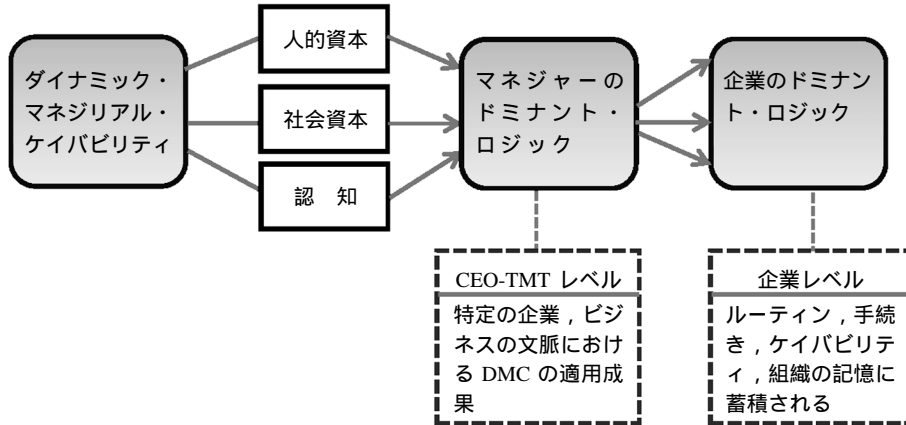 ダイナミック・
マネジリアル・
ケイパビリティ
人的資本
社会資本
認　知
マネジャーの
ドミナント・
ロジック
企業のドミナン
ト・ロジック
CEO-TMT レベル
特定の企業，ビジ
ネスの文脈におけ
る DMC の適用成
果
企業レベル
ルーティン，手続
き，ケイパビリテ
ィ，組織の記憶に
蓄積される